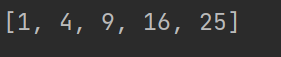 [1, 4, 9, 16, 25]